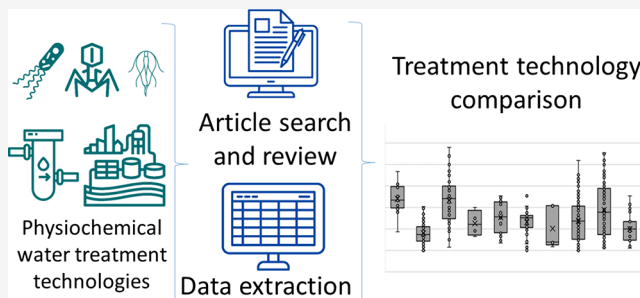 Physiochemical
water treatment
technologies
Article search
and review
Data extraction
Treatment technology
comparison